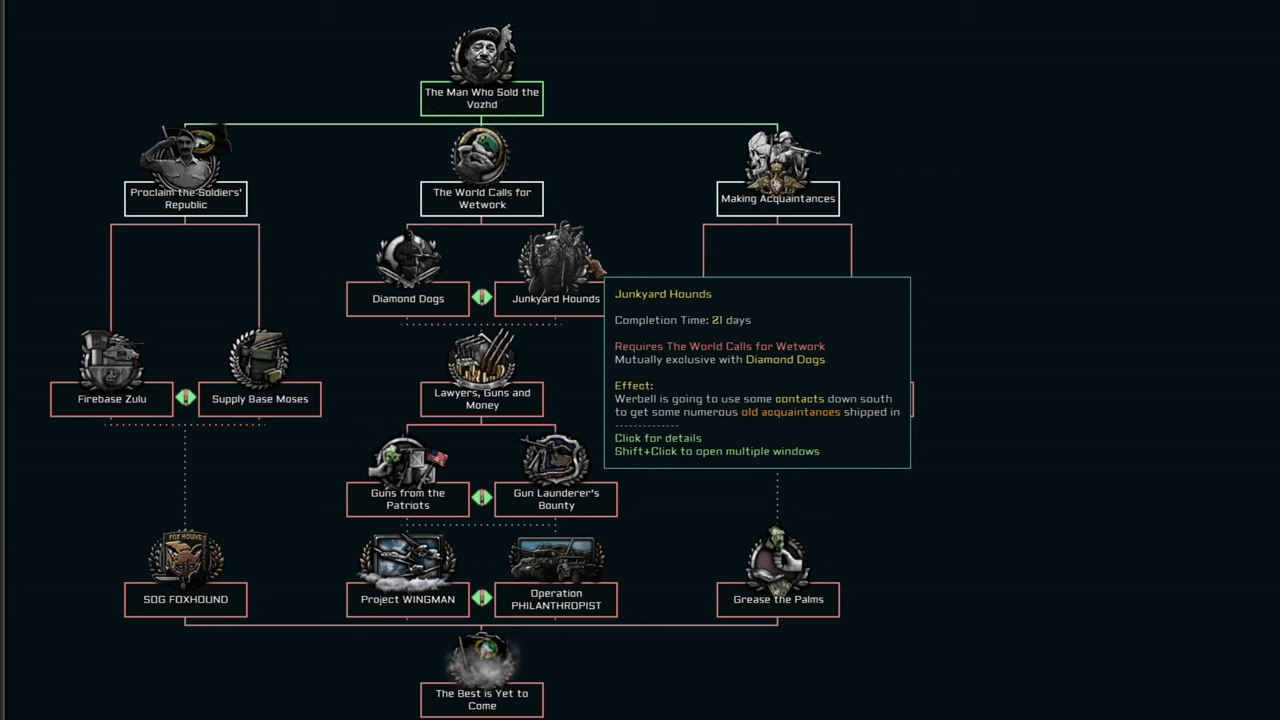 The Man Who Sold the
Vozhd
Proclaim the Soldiers'
Republic
The World Calls for
Wetwork
Making Acquaintances
Diamond Dogs
Junkyard Hounds
Junkyard Hounds
Completion Time: 21 days
Requires The World Calls for Wetwork
Mutually exclusive with Diamond Dogs
Effect:
Werbell is going to use some contacts down south
to get some numerous old acquaintances shipped in
--------------
Click for details
Shift+Click to open multiple windows
Firebase Zulu
Supply Base Moses
Lawyers, Guns and
Money
Guns from the
Patriots
Gun Launderer's
Bounty
FOX HOUND
SOG FOXHOUND
Project WINGMAN
Operation
PHILANTHROPIST
Grease the Palms
The Best is Yet to
Come